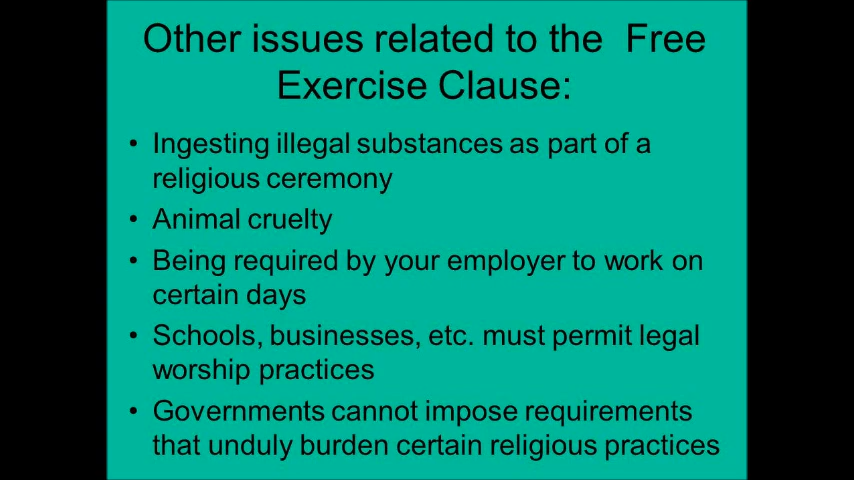 Other issues related to the  Free
Exercise Clause:
• Ingesting illegal substances as part of a
religious ceremony
• Animal cruelty
• Being required by your employer to work on
certain days
• Schools, businesses, etc. must permit legal
worship practices
• Governments cannot impose requirements
that unduly burden certain religious practices